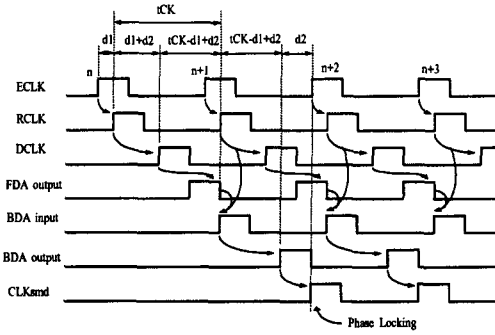 tCK
d1 d1+d2 tCK-d1+d2 tCK-d1+d2 d2
n n+1 n+2 n+3
ECLK
RCLK
DCLK
FDA output
BDA input
BDA output
CLKsmd
Phase Locking